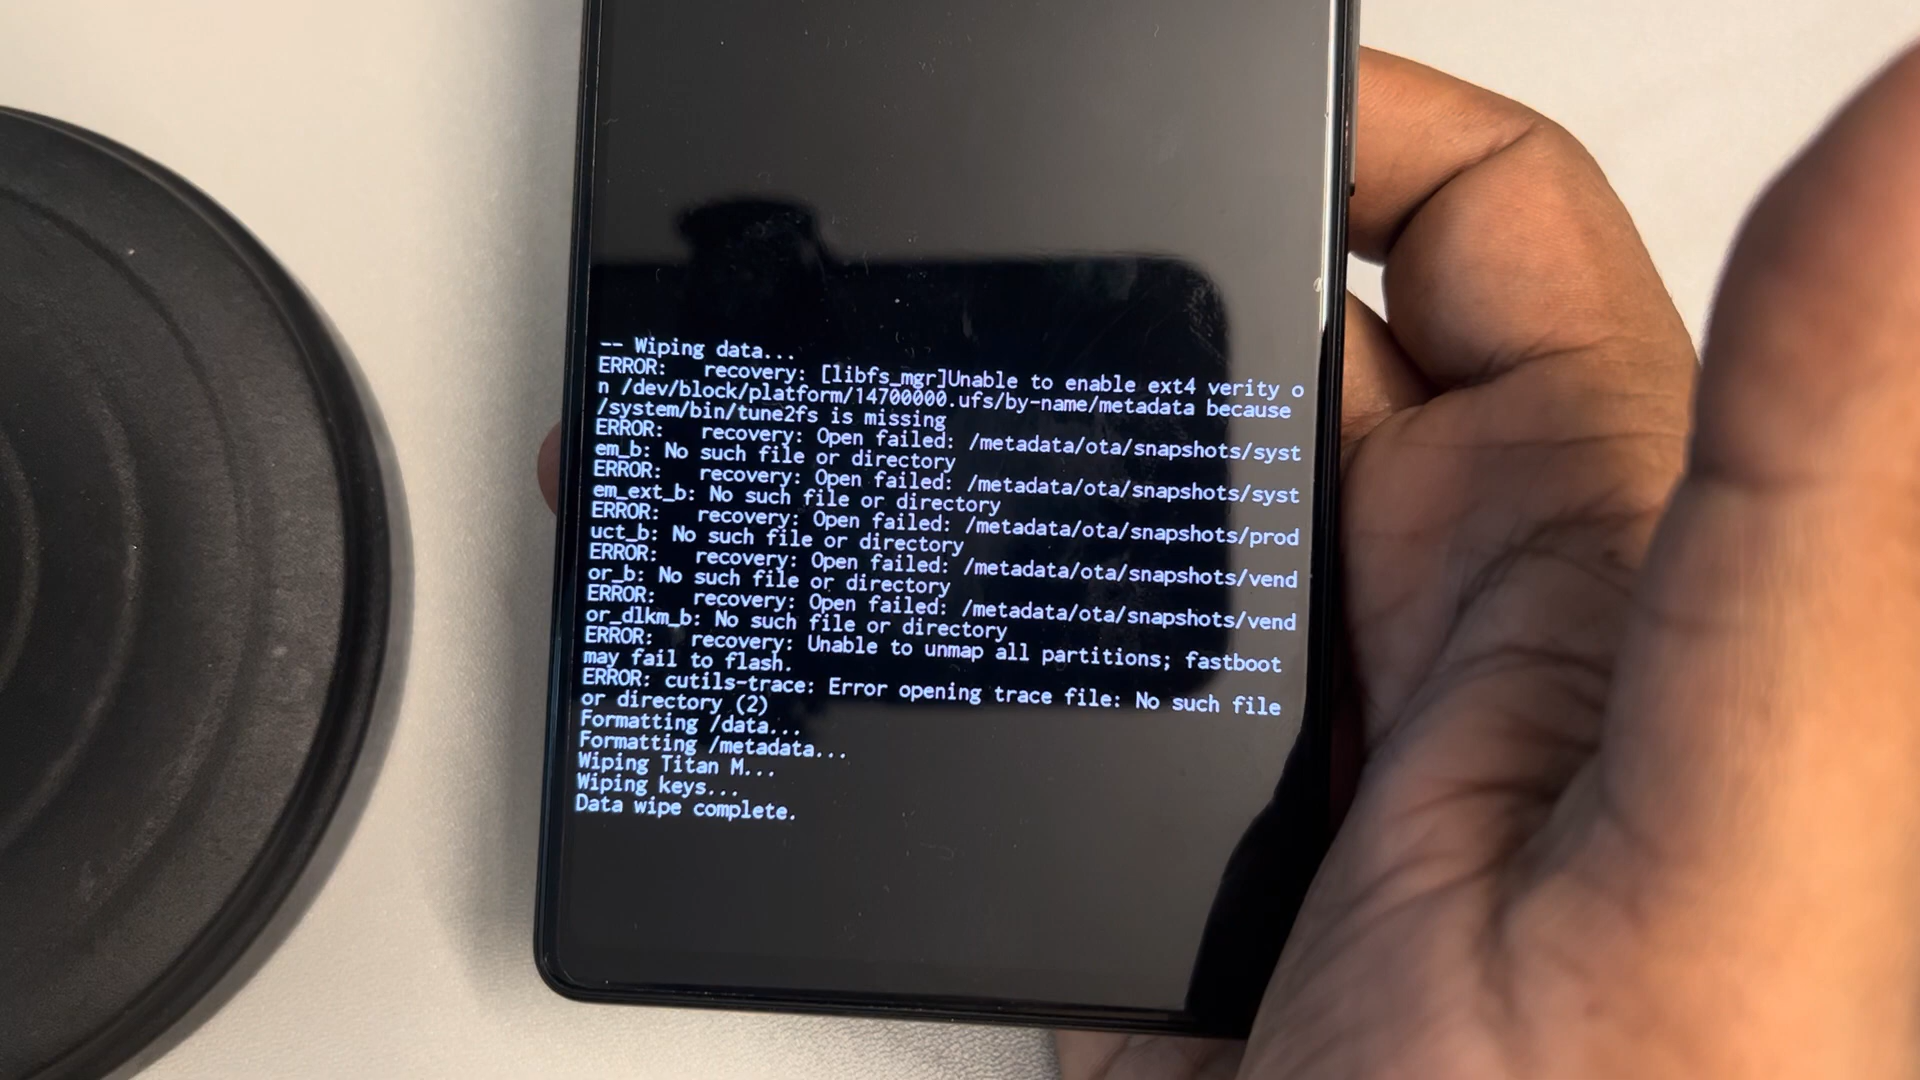 -- Wiping data...
ERROR:   recovery: [libfs_mgr]Unable to enable ext4 verity o
n /dev/block/platform/14700000.ufs/by-name/metadata because
/system/bin/tune2fs is missing
ERROR:   recovery: Open failed: /metadata/ota/snapshots/syst
em_b: No such file or directory
ERROR:   recovery: Open failed: /metadata/ota/snapshots/syst
em_ext_b: No such file or directory
ERROR:   recovery: Open failed: /metadata/ota/snapshots/prod
uct_b: No such file or directory
ERROR:   recovery: Open failed: /metadata/ota/snapshots/vend
or_b: No such file or directory
ERROR:   recovery: Open failed: /metadata/ota/snapshots/vend
or_dlkm_b: No such file or directory
ERROR:   recovery: Unable to unmap all partitions; fastboot
may fail to flash.
ERROR: cutils-trace: Error opening trace file: No such file
or directory (2)
Formatting /data...
Formatting /metadata...
Wiping Titan M...
Wiping keys...
Data wipe complete.